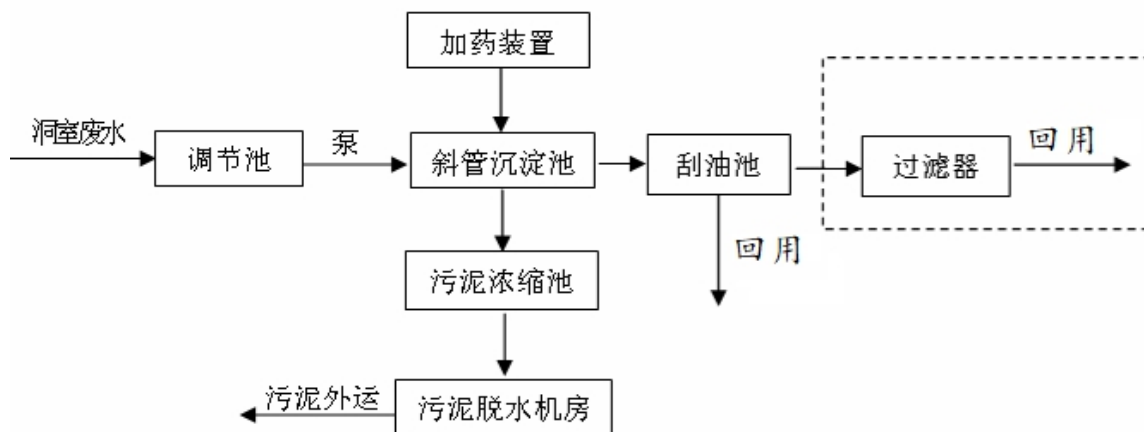 加药装置
洞室废水
调节池
泵
斜管沉淀池
刮油池
过滤器
回用
回用
污泥浓缩池
污泥外运
污泥脱水机房